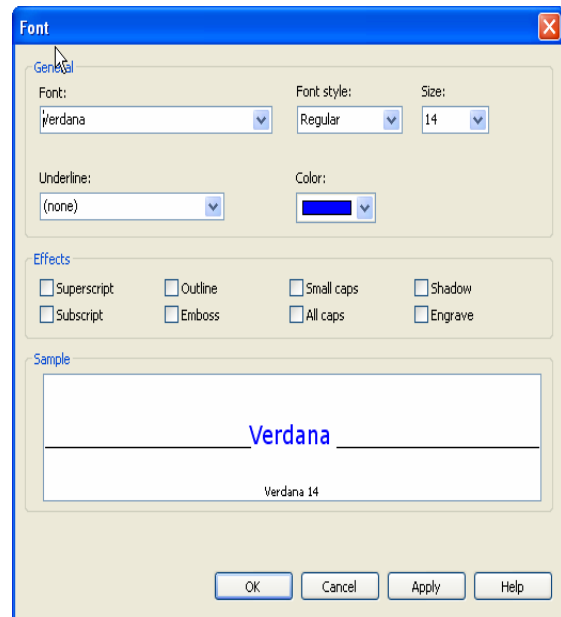 Font
General
Font: Font style: Size:
Verdana Regular 14
Underline: Color:
(none)
Effects
Superscript Outline Small caps Shadow
Subscript Emboss All caps Engrave
Sample
Verdana
Verdana 14
OK Cancel Apply Help